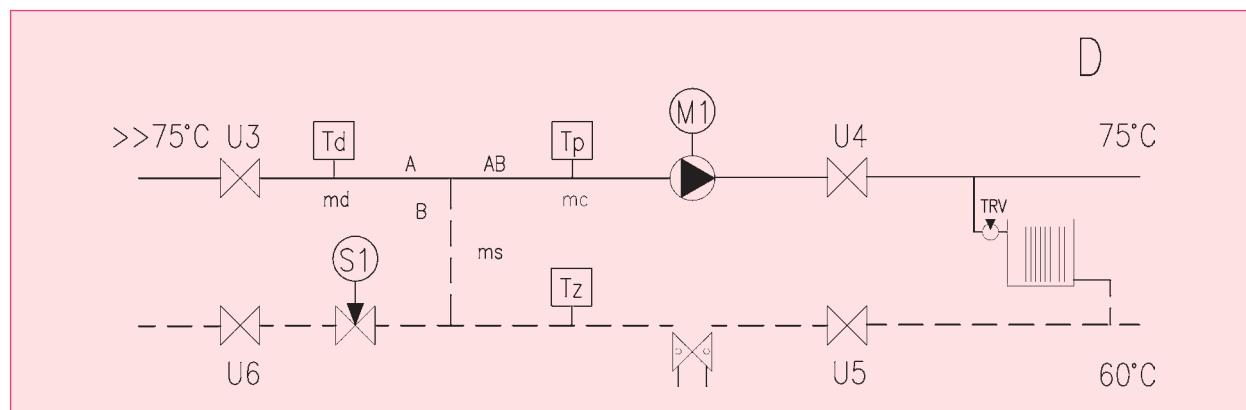 D
M1
>>75°C U3 Td A AB Tp U4 75°C
md B mc TRV
S1 ms Tz
U6 U5 60°C